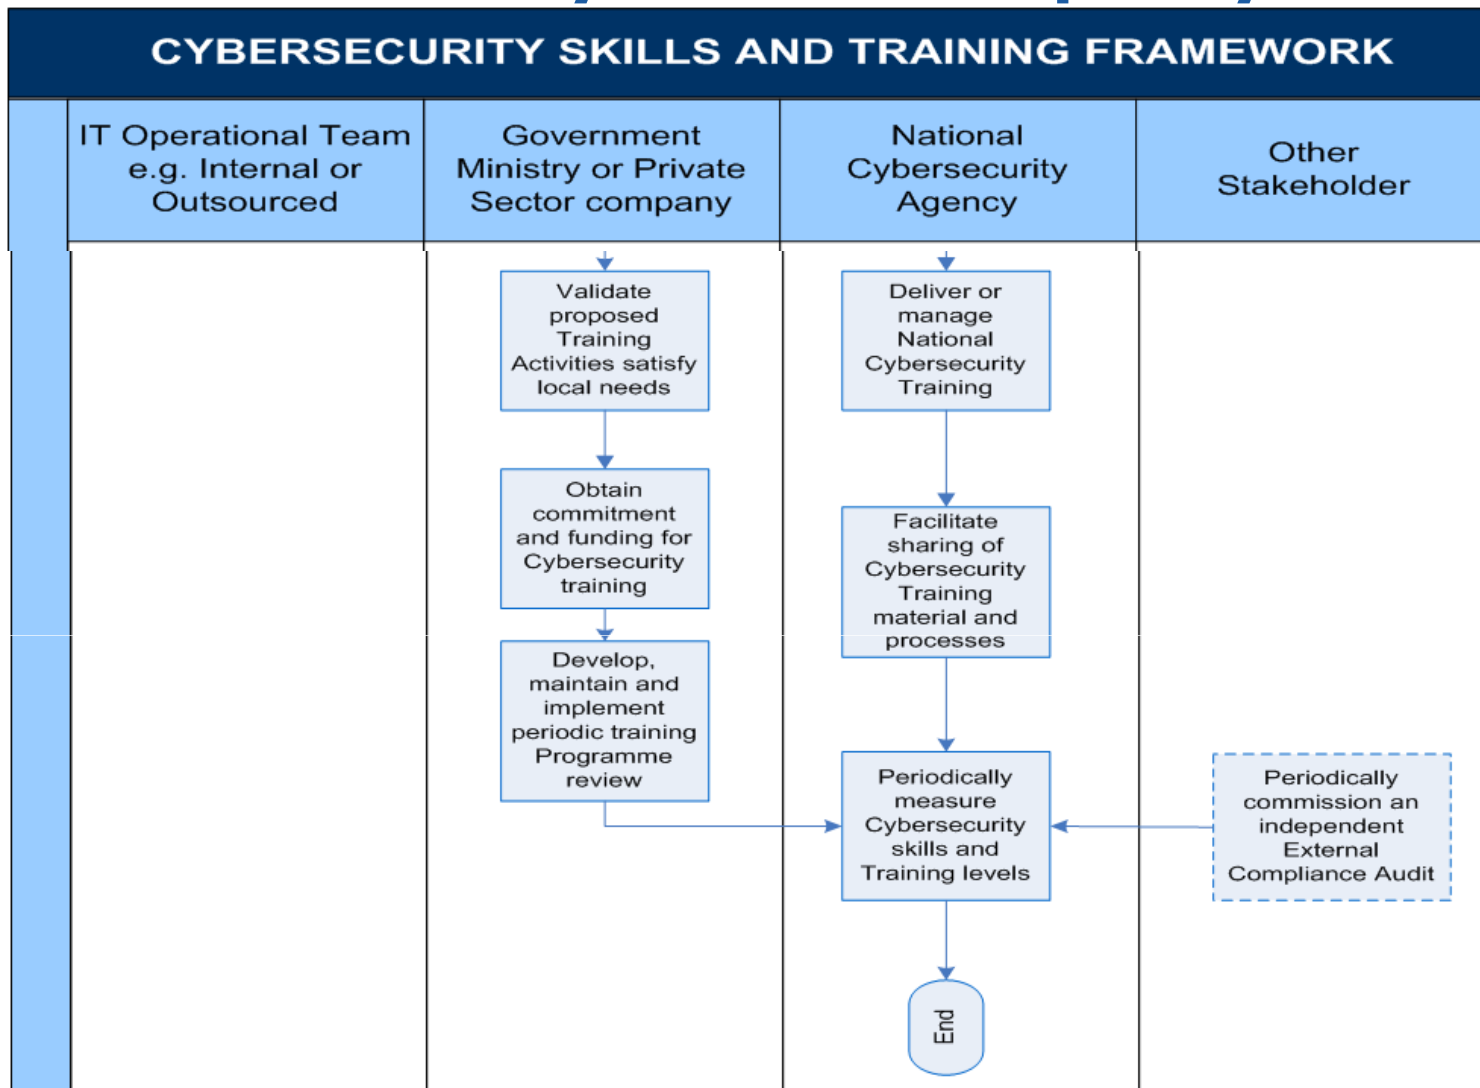 CYBERSECURITY SKILLS AND TRAINING FRAMEWORK
IT Operational Team
e.g. Internal or
Outsourced
Government
Ministry or Private
Sector company
National
Cybersecurity
Agency
Other
Stakeholder
Validate
proposed
Training
Activities satisfy
local needs
Obtain
commitment
and funding for
Cybersecurity
training
Develop,
maintain and
implement
periodic training
Programme
review
Deliver or
manage
National
Cybersecurity
Training
Facilitate
sharing of
Cybersecurity
Training
material and
processes
Periodically
measure
Cybersecurity
skills and
Training levels
Periodically
commission an
independent
External
Compliance Audit
End